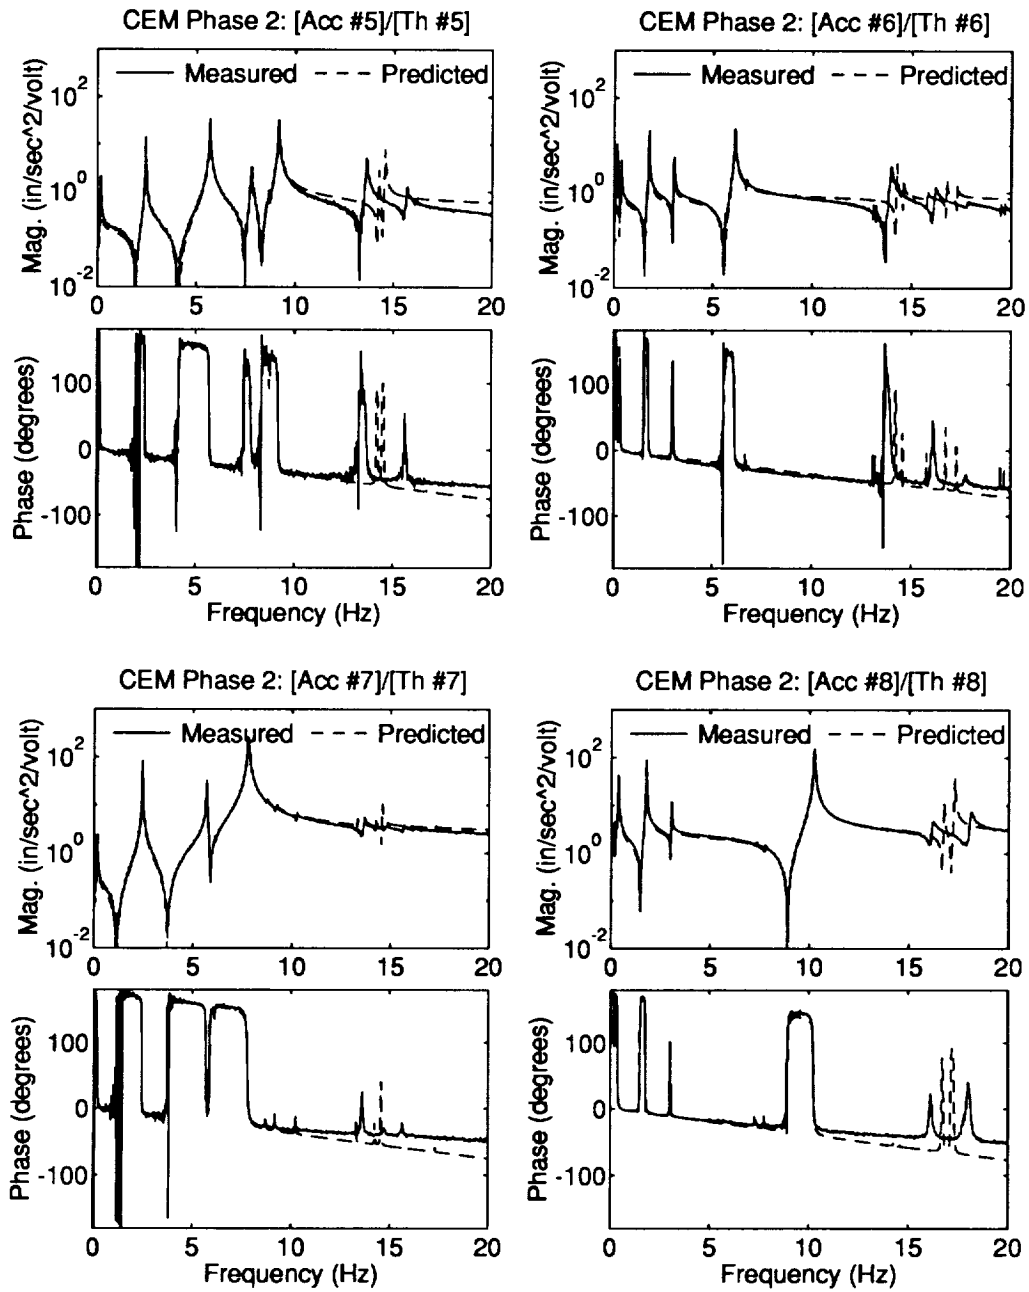 CEM Phase 2: [Acc #5]/[Th #5]
Mag. (in/sec^2/volt)
Measured
Predicted
10^2
10^0
10^-2
0 5 10 15 20
Phase (degrees)
100
0
-100
0 5 10 15 20
Frequency (Hz)
CEM Phase 2: [Acc #6]/[Th #6]
Mag. (in/sec^2/volt)
Measured
Predicted
10^2
10^0
10^-2
0 5 10 15 20
Phase (degrees)
100
0
-100
0 5 10 15 20
Frequency (Hz)
CEM Phase 2: [Acc #7]/[Th #7]
Mag. (in/sec^2/volt)
Measured
Predicted
10^2
10^0
10^-2
0 5 10 15 20
Phase (degrees)
100
0
-100
0 5 10 15 20
Frequency (Hz)
CEM Phase 2: [Acc #8]/[Th #8]
Mag. (in/sec^2/volt)
Measured
Predicted
10^2
10^0
10^-2
0 5 10 15 20
Phase (degrees)
100
0
-100
0 5 10 15 20
Frequency (Hz)